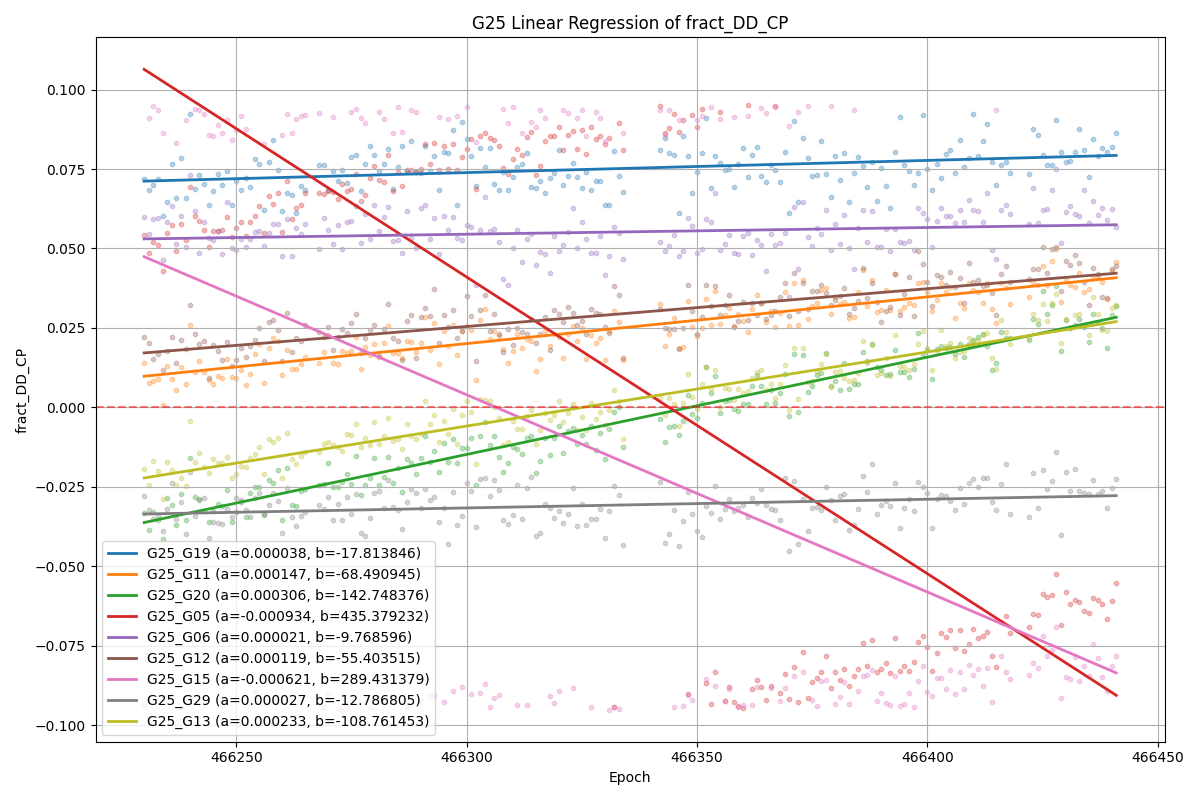 G25 Linear Regression of fract_DD_CP
fract_DD_CP
0.100
0.075
0.050
0.025
0.000
−0.025
−0.050
−0.075
−0.100
G25_G19 (a=0.000038, b=-17.813846)
G25_G11 (a=0.000147, b=-68.490945)
G25_G20 (a=0.000306, b=-142.748376)
G25_G05 (a=-0.000934, b=435.379232)
G25_G06 (a=0.000021, b=-9.768596)
G25_G12 (a=0.000119, b=-55.403515)
G25_G15 (a=-0.000621, b=289.431379)
G25_G29 (a=0.000027, b=-12.786805)
G25_G13 (a=0.000233, b=-108.761453)
466250 466300 466350 466400 466450
Epoch